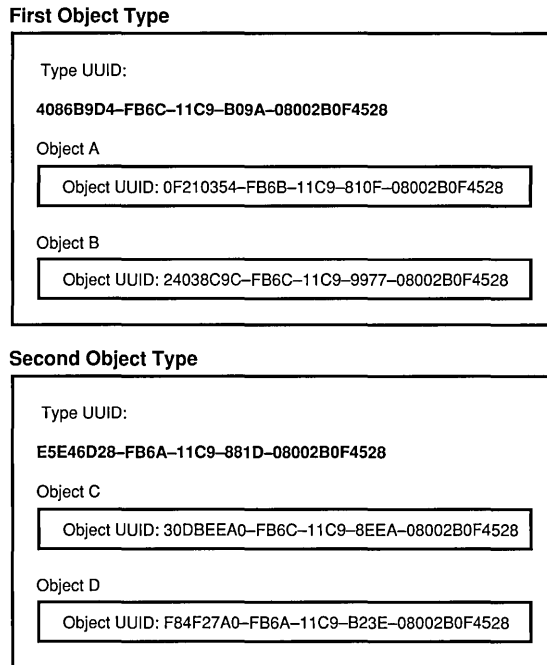 First Object Type
Type UUID:
4086B9D4–FB6C–11C9–B09A–08002B0F4528
Object A
Object UUID: 0F210354–FB6B–11C9–810F–08002B0F4528
Object B
Object UUID: 24038C9C–FB6C–11C9–9977–08002B0F4528
Second Object Type
Type UUID:
E5E46D28–FB6A–11C9–881D–08002B0F4528
Object C
Object UUID: 30DBEEA0–FB6C–11C9–8EEA–08002B0F4528
Object D
Object UUID: F84F27A0–FB6A–11C9–B23E–08002B0F4528